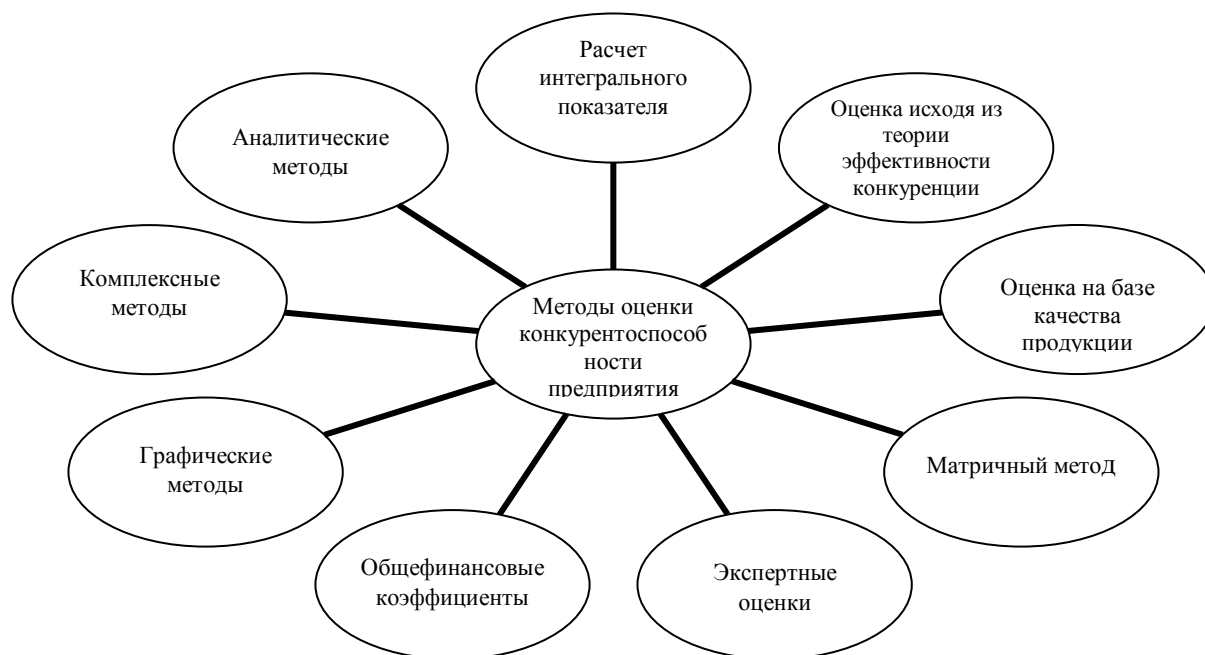 Расчет
интегрального
показателя
Оценка исходя из
теории
эффективности
конкуренции
Оценка на базе
качества
продукции
Матричный метод
Экспертные
оценки
Общефинансовые
коэффициенты
Графические
методы
Комплексные
методы
Аналитические
методы
Методы оценки
конкурентоспособ
ности
предприятия